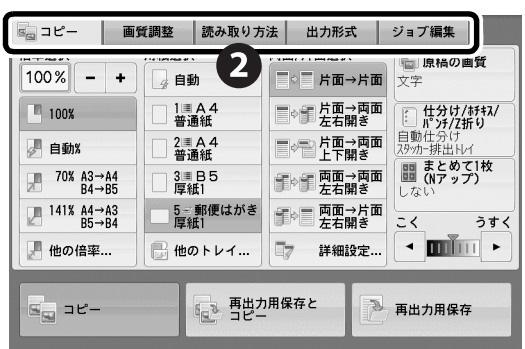 コピー
画質調整
読み取り方法
出力形式
ジョブ編集
2
100%
-
+
100%
自動%
70% A3→A4
B4→B5
141% A4→A3
B5→B4
他の倍率...
自動
1 A4
普通紙
2 A4
普通紙
3 B5
厚紙1
5 郵便はがき
厚紙1
他のトレイ...
片面→片面
片面→両面
左右開き
片面→両面
上下開き
両面→両面
左右開き
両面→片面
左右開き
詳細設定...
原稿の画質
文字
仕分け/ホチキス/
パンチ/Z折り
自動仕分け
スタッカー排出トレイ
まとめて1枚
(Nアップ)
しない
こく
うすく
コピー
再出力用保存と
コピー
再出力用保存